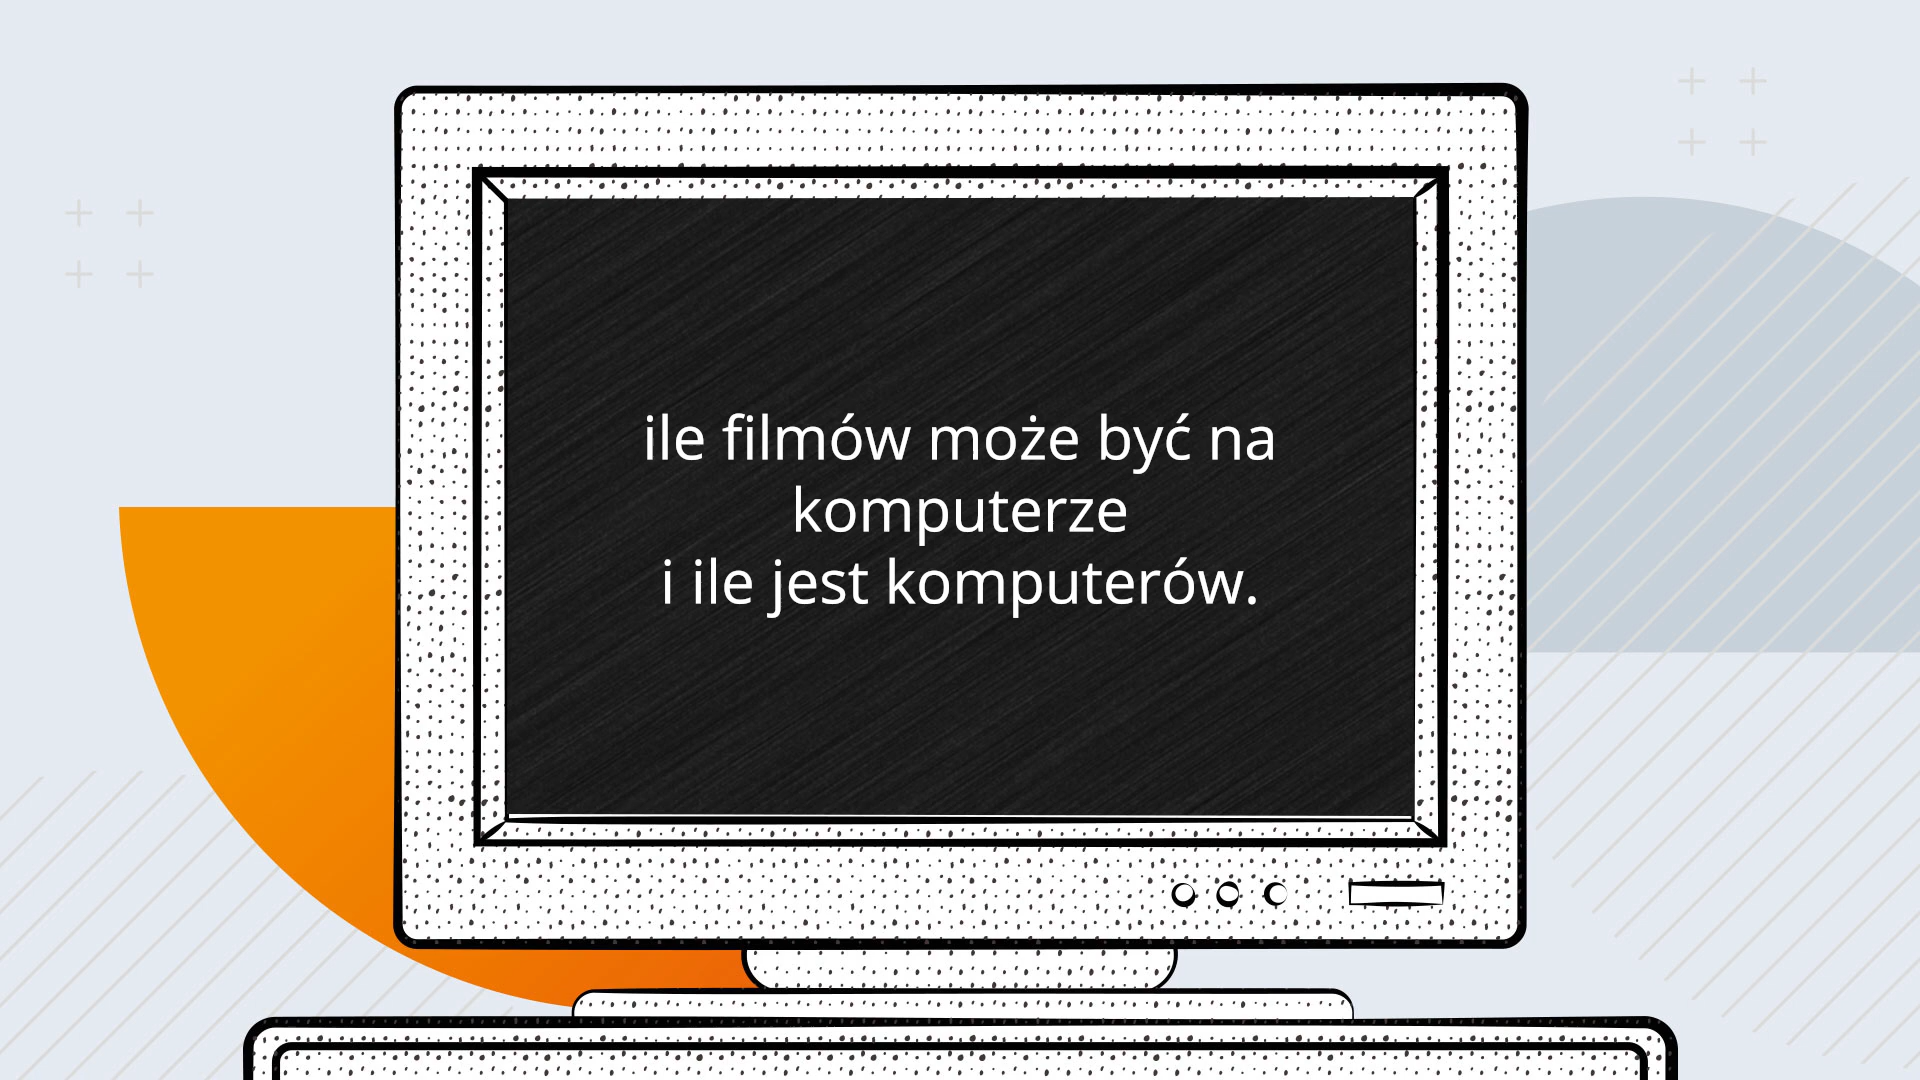 ile filmów może być na
komputerze
i ile jest komputerów.